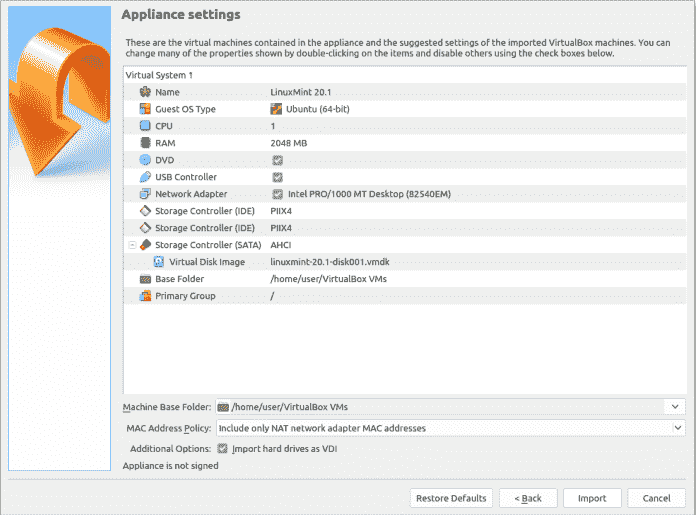 Appliance settings
These are the virtual machines contained in the appliance and the suggested settings of the imported VirtualBox machines. You can
change many of the properties shown by double-clicking on the items and disable others using the check boxes below.
Virtual System 1
Name LinuxMint 20.1
Guest OS Type Ubuntu (64-bit)
CPU 1
RAM 2048 MB
DVD
USB Controller
Network Adapter Intel PRO/1000 MT Desktop (82540EM)
Storage Controller (IDE) PIIX4
Storage Controller (IDE) PIIX4
Storage Controller (SATA) AHCI
Virtual Disk Image linuxmint-20.1-disk001.vmdk
Base Folder /home/user/VirtualBox VMs
Primary Group /
Machine Base Folder: /home/user/VirtualBox VMs
MAC Address Policy: Include only NAT network adapter MAC addresses
Additional Options: Import hard drives as VDI
Appliance is not signed
Restore Defaults < Back Import Cancel